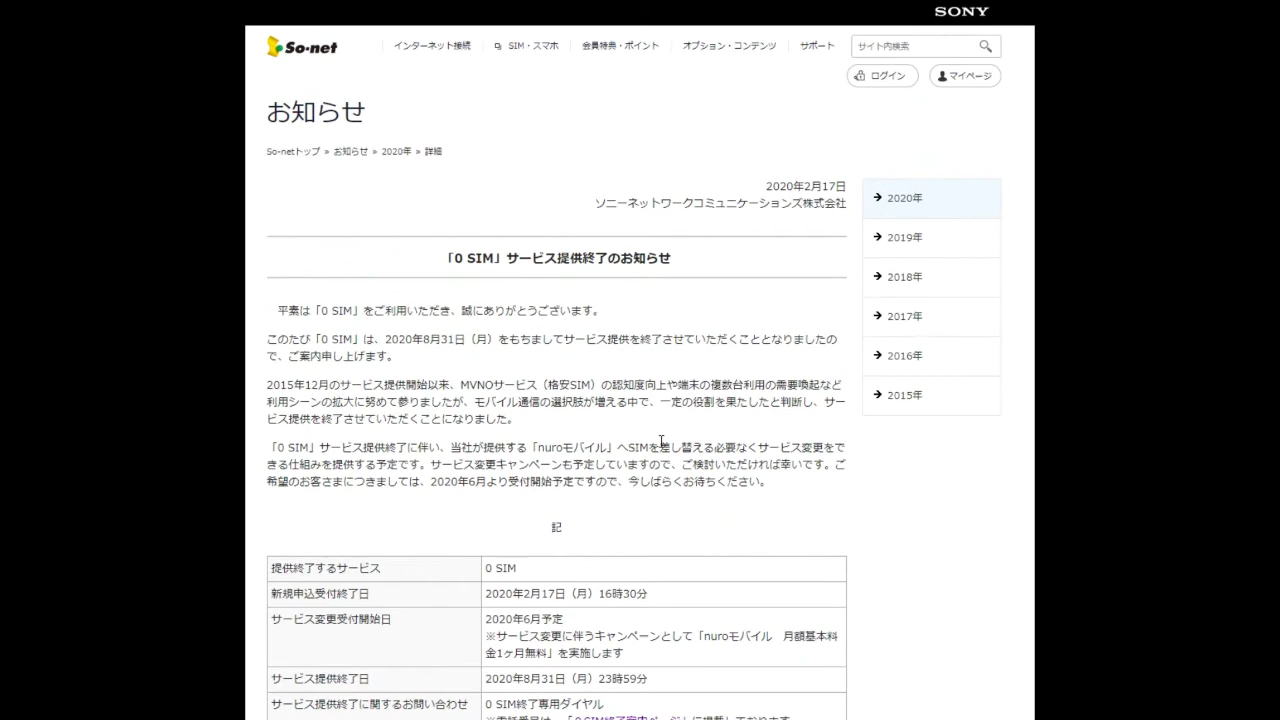 SONY
So-net
インターネット接続
SIM・スマホ
会員特典・ポイント
オプション・コンテンツ
サポート
サイト内検索
ログイン
マイページ
お知らせ
So-netトップ » お知らせ » 2020年 » 詳細
2020年2月17日
ソニーネットワークコミュニケーションズ株式会社
「0 SIM」サービス提供終了のお知らせ
平素は「0 SIM」をご利用いただき、誠にありがとうございます。
このたび「0 SIM」は、2020年8月31日（月）をもちましてサービス提供を終了させていただくこととなりましたの
で、ご案内申し上げます。
2015年12月のサービス提供開始以来、MVNOサービス（格安SIM）の認知度向上や端末の複数台利用の需要喚起など
利用シーンの拡大に努めて参りましたが、モバイル通信の選択肢が増える中で、一定の役割を果たしたと判断し、サー
ビス提供を終了させていただくことになりました。
「0 SIM」サービス提供終了に伴い、当社が提供する「nuroモバイル」へSIMを差し替える必要なくサービス変更をで
きる仕組みを提供する予定です。サービス変更キャンペーンも予定していますので、ご検討いただければ幸いです。ご
希望のお客さまにつきましては、2020年6月より受付開始予定ですので、今しばらくお待ちください。
記
提供終了するサービス 0 SIM
新規申込受付終了日 2020年2月17日（月）16時30分
サービス変更受付開始日 2020年6月予定
※サービス変更に伴うキャンペーンとして「nuroモバイル　月額基本料
金1ヶ月無料」を実施します
サービス提供終了日 2020年8月31日（月）23時59分
サービス提供終了に関するお問い合わせ 0 SIM終了専用ダイヤル
※電話番号は、「0 SIM終了案内ページ」に掲載しております
2020年
2019年
2018年
2017年
2016年
2015年